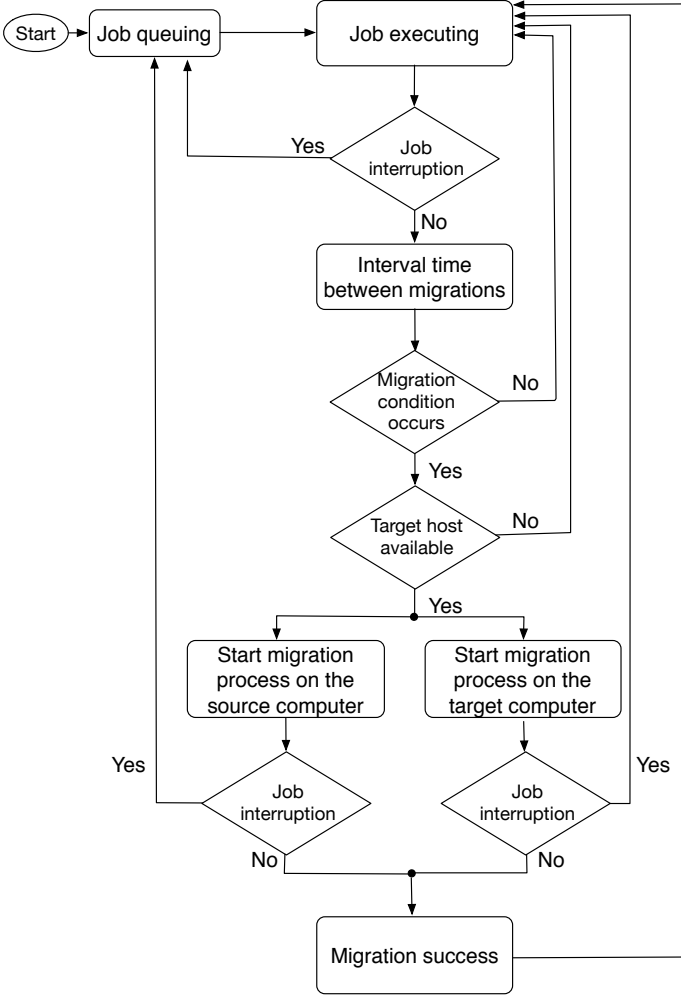 Start
Job queuing
Job executing
Yes
Job
interruption
No
Interval time
between migrations
Migration
condition
occurs
No
Yes
Target host
available
No
Yes
Start migration
process on the
source computer
Start migration
process on the
target computer
Yes
Job
interruption
Job
interruption
Yes
No
No
Migration success